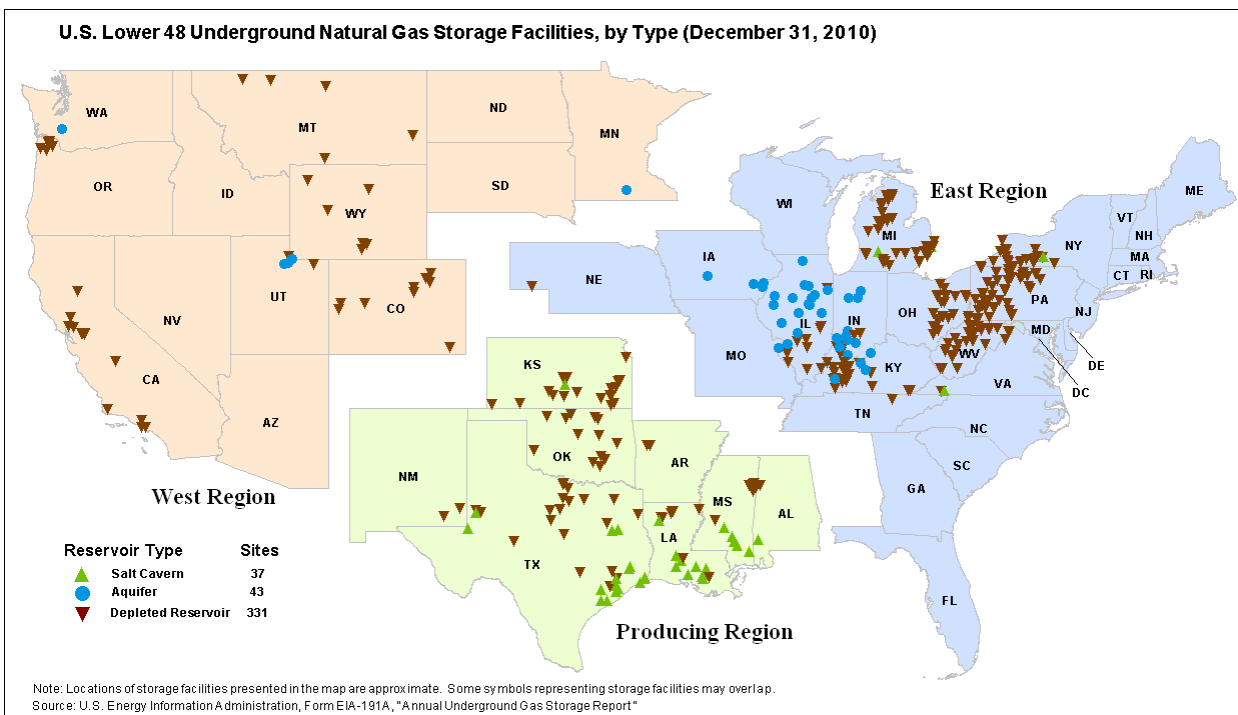 U.S. Lower 48 Underground Natural Gas Storage Facilities, by Type (December 31, 2010)
WA
MT
ND
MN
OR
ID
SD
WY
WI
MI
East Region
ME
VT
NH
NY
MA
CT RI
IA
NE
PA
NJ
NV
UT
CO
IL
IN
OH
MD
DE
DC
WV
MO
KY
VA
CA
KS
AZ
TN
NC
NM
OK
AR
SC
West Region
MS
AL
GA
TX
LA
FL
Reservoir Type Sites
Salt Cavern 37
Aquifer 43
Depleted Reservoir 331
Producing Region
Note: Locations of storage facilities presented in the map are approximate. Some symbols representing storage facilities may overlap.
Source: U.S. Energy Information Administration, Form EIA-191A, "Annual Underground Gas Storage Report"